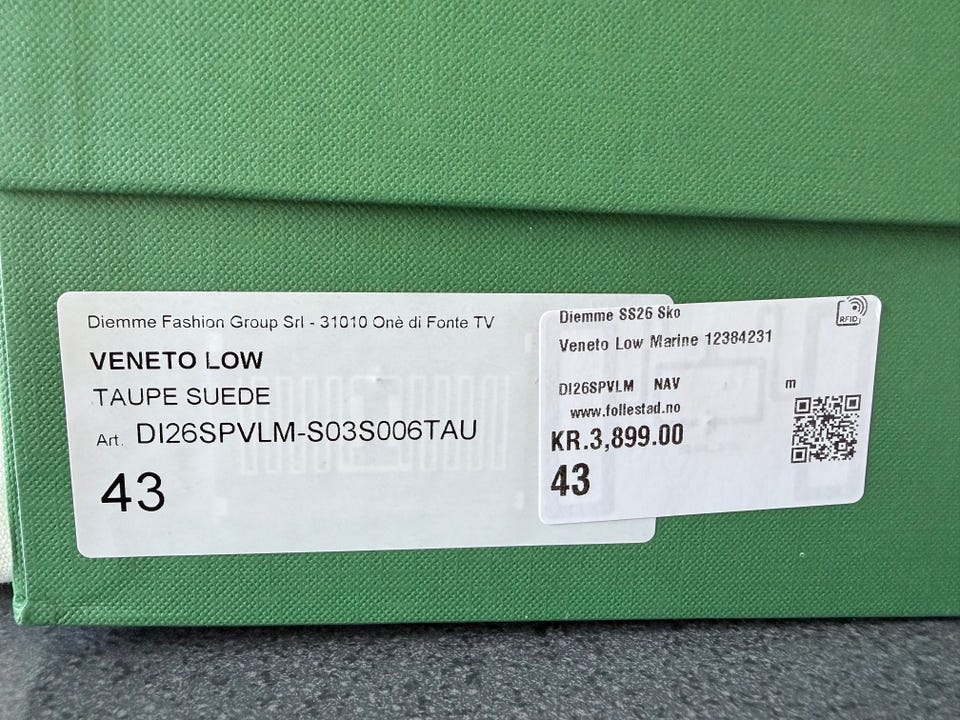 Diemme Fashion Group Srl - 31010 Onè di Fonte TV
VENETO LOW
TAUPE SUEDE
Art. DI26SPVLM-S03S006TAU
43
Diemme SS26 Sko
RFID
Veneto Low Marine 12384231
DI26SPVLM NAV m
www.follestad.no
KR.3,899.00
43